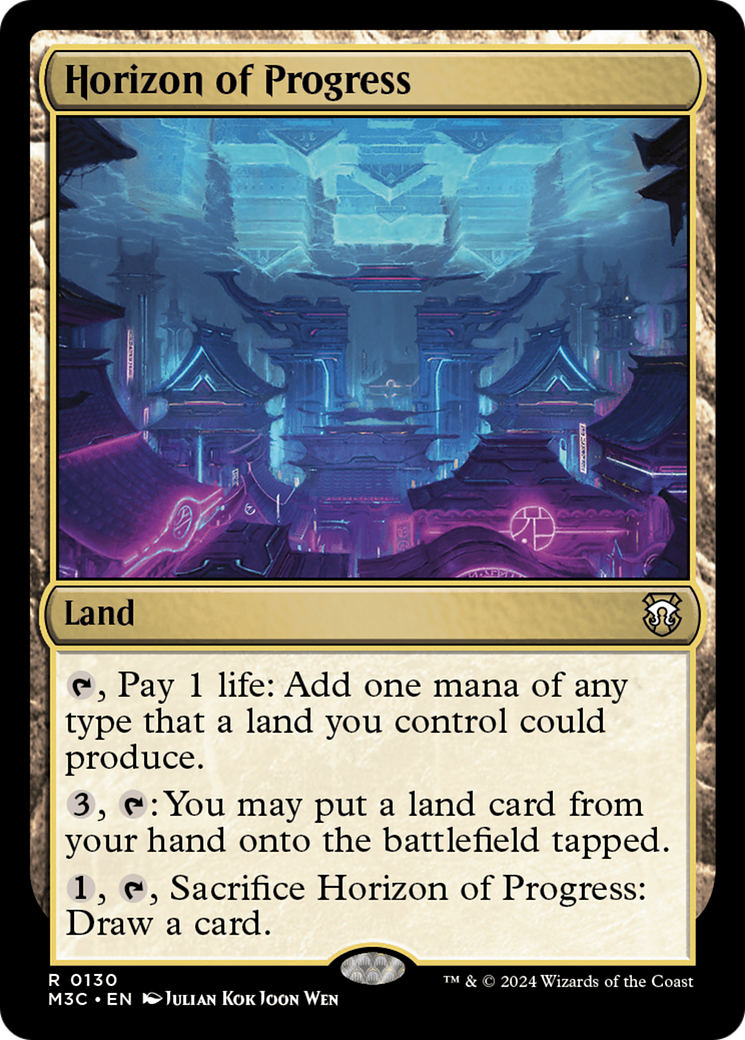 Horizon of Progress
Land
, Pay 1 life: Add one mana of any
type that a land you control could
produce.
3, : You may put a land card from
your hand onto the battlefield tapped.
1, , Sacrifice Horizon of Progress:
Draw a card.
R 0130
M3C • EN Julian Kok Joon Wen
™ & © 2024 Wizards of the Coast